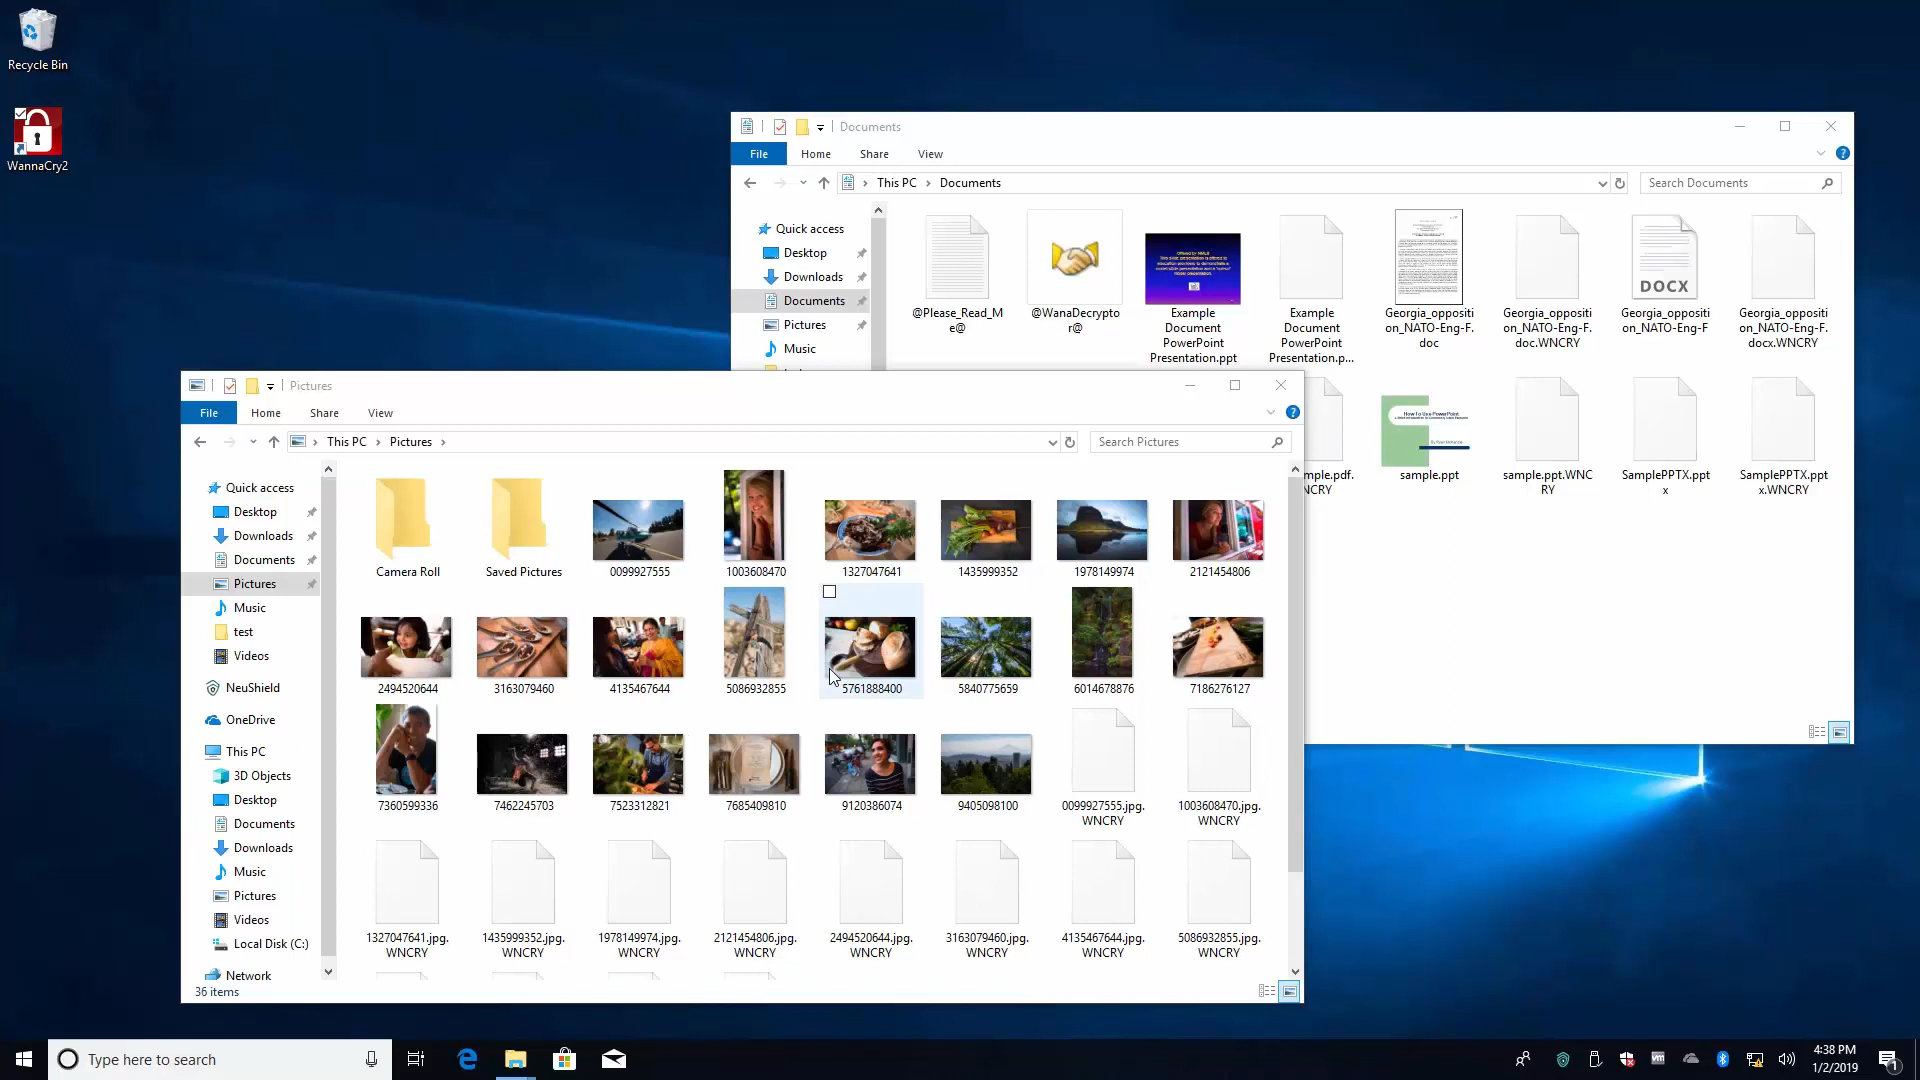 Recycle Bin
WannaCry2
Documents
File
Home
Share
View
This PC
Documents
Search Documents
Quick access
Desktop
Downloads
Documents
Pictures
Music
@Please_Read_M
e@
@WanaDecrypto
r@
Example
Document
PowerPoint
Presentation.ppt
Example
Document
PowerPoint
Presentation.p...
Georgia_oppositi
on_NATO-Eng-F.
doc
Georgia_oppositi
on_NATO-Eng-F.
doc.WNCRY
DOCX
Georgia_oppositi
on_NATO-Eng-F
Georgia_oppositi
on_NATO-Eng-F.
docx.WNCRY
mple.pdf.
NCRY
How To Use PowerPoint
sample.ppt
sample.ppt.WNC
RY
SamplePPTX.ppt
x
SamplePPTX.ppt
x.WNCRY
Pictures
File
Home
Share
View
This PC
Pictures
Search Pictures
Quick access
Desktop
Downloads
Documents
Pictures
Music
test
Videos
NeuShield
OneDrive
This PC
3D Objects
Desktop
Documents
Downloads
Music
Pictures
Videos
Local Disk (C:)
Network
Camera Roll
Saved Pictures
0099927555
1003608470
1327047641
1435999352
1978149974
2121454806
2494520644
3163079460
4135467644
5086932855
5761888400
5840775659
6014678876
7186276127
7360599336
7462245703
7523312821
7685409810
9120386074
9405098100
0099927555.jpg.
WNCRY
1003608470.jpg.
WNCRY
1327047641.jpg.
WNCRY
1435999352.jpg.
WNCRY
1978149974.jpg.
WNCRY
2121454806.jpg.
WNCRY
2494520644.jpg.
WNCRY
3163079460.jpg.
WNCRY
4135467644.jpg.
WNCRY
5086932855.jpg.
WNCRY
36 items
Type here to search
4:38 PM
1/2/2019
1